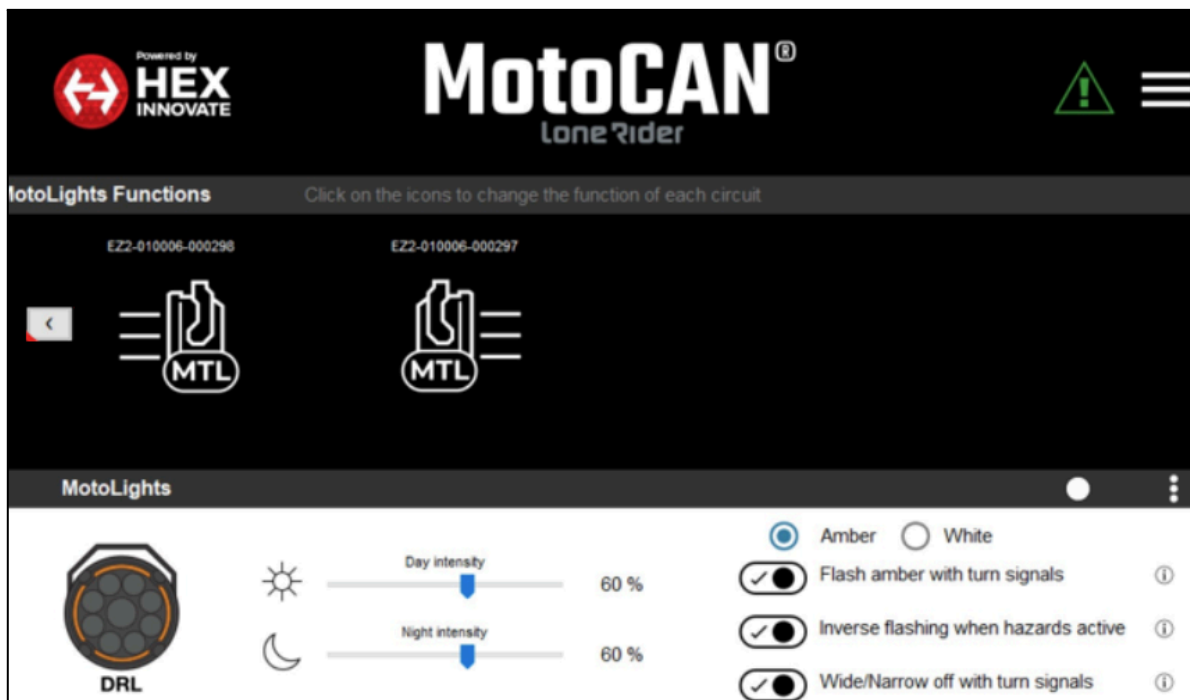 Powered by
HEX
INNOVATE
MotoCAN®
Lone Rider
MotoLights Functions
Click on the icons to change the function of each circuit
EZ2-010006-000298
EZ2-010006-000297
MTL
MTL
MotoLights
Amber
White
Day intensity
60 %
Flash amber with turn signals
Night intensity
60 %
Inverse flashing when hazards active
Wide/Narrow off with turn signals
DRL